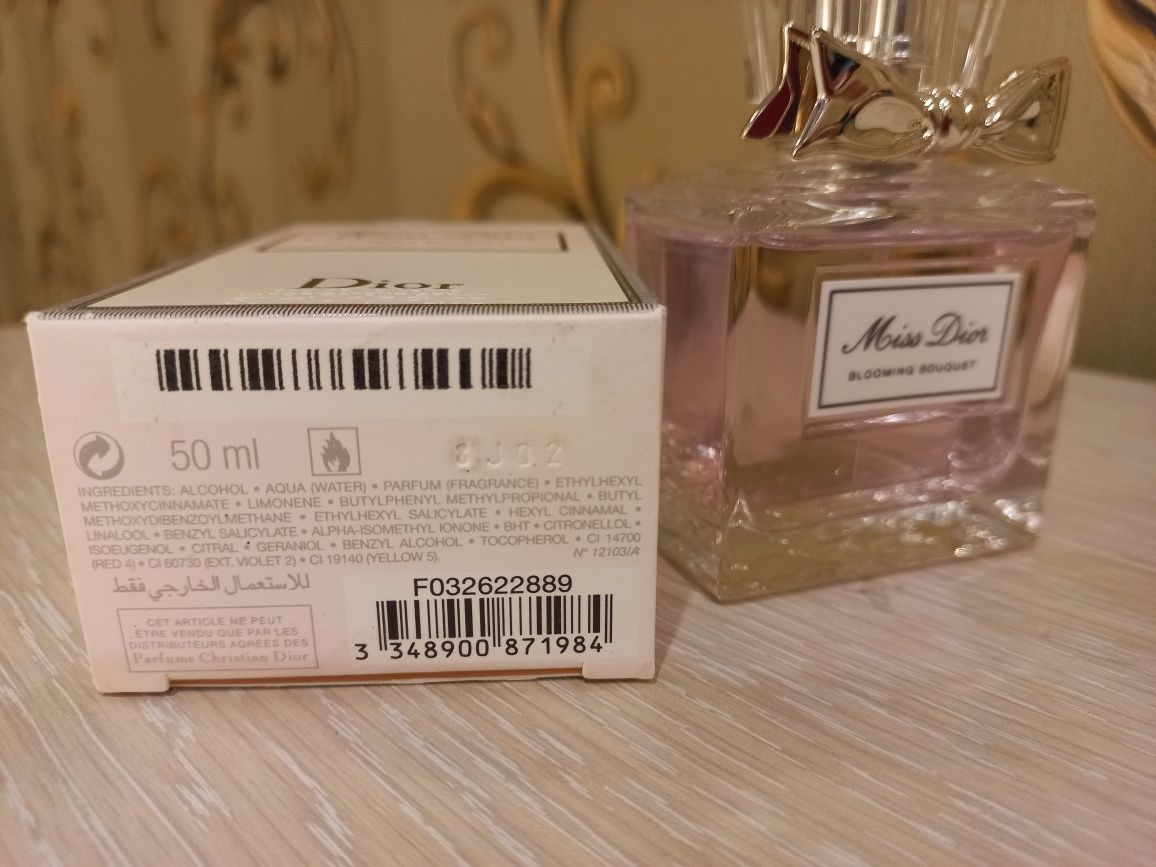 Dior
50 ml
8J02
INGREDIENTS: ALCOHOL • AQUA (WATER) • PARFUM (FRAGRANCE) • ETHYLHEXYL
METHOXYCINNAMATE • LIMONENE • BUTYLPHENYL METHYLPROPIONAL • BUTYL
METHOXYDIBENZOYLMETHANE • ETHYLHEXYL SALICYLATE • HEXYL CINNAMAL •
LINALOOL • BENZYL SALICYLATE • ALPHA-ISOMETHYL IONONE • BHT • CITRONELLOL •
ISOEUGENOL • CITRAL • GERANIOL • BENZYL ALCOHOL • TOCOPHEROL • CI 14700
(RED 4) • CI 60730 (EXT. VIOLET 2) • CI 19140 (YELLOW 5).
N° 12103/A
للاستعمال الخارجي فقط
CET ARTICLE NE PEUT
ÊTRE VENDU QUE PAR LES
DISTRIBUTEURS AGRÉÉS DES
Parfums Christian Dior
F032622889
3 348900 871984
Miss Dior
BLOOMING BOUQUET